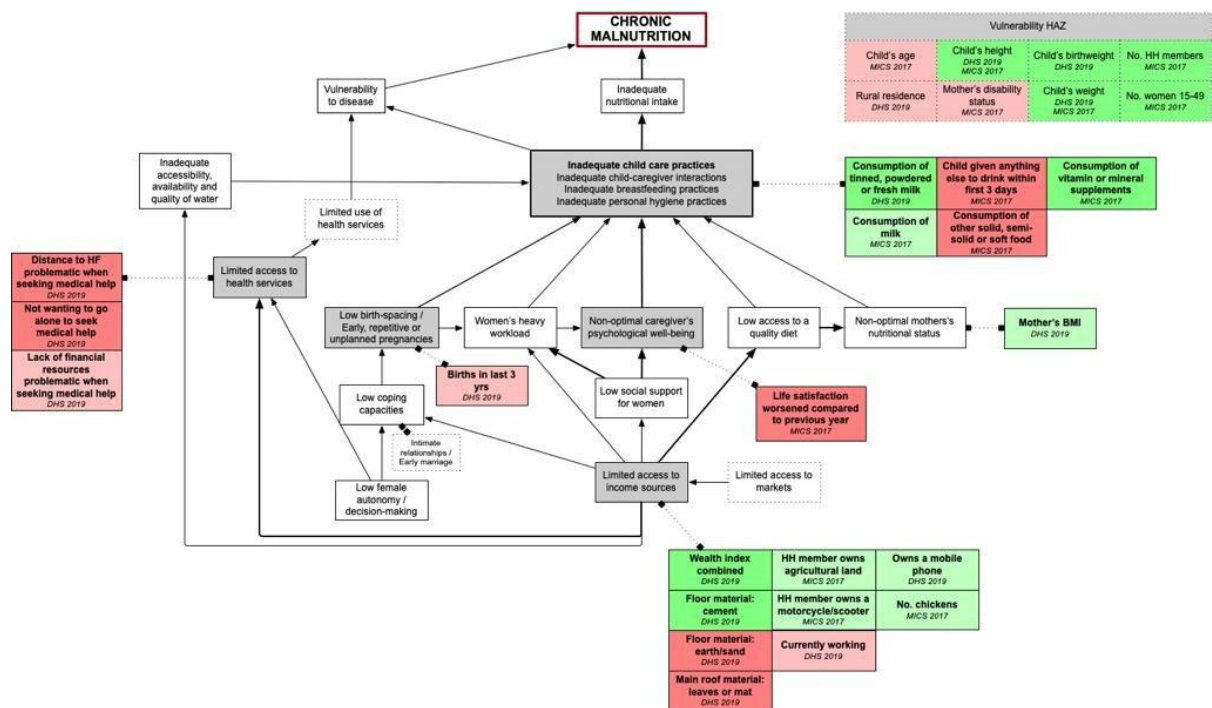 CHRONIC
MALNUTRITION
Vulnerability HAZ
Child's age
MICS 2017
Child's height
DHS 2019
MICS 2017
Child's birthweight
DHS 2019
No. HH members
MICS 2017
Rural residence
DHS 2019
Mother's disability
status
MICS 2017
Child's weight
DHS 2019
MICS 2017
No. women 15-49
MICS 2017
Vulnerability
to disease
Inadequate
nutritional intake
Inadequate
accessibility,
availability and
quality of water
Inadequate child care practices
Inadequate child-caregiver interactions
Inadequate breastfeeding practices
Inadequate personal hygiene practices
Consumption of
tinned, powdered
or fresh milk
DHS 2019
Child given anything
else to drink within
first 3 days
MICS 2017
Consumption of
vitamin or mineral
supplements
MICS 2017
Consumption of
milk
MICS 2017
Consumption of
other solid, semi-
solid or soft food
MICS 2017
Limited use of
health services
Distance to HF
problematic when
seeking medical help
DHS 2019
Not wanting to go
alone to seek
medical help
DHS 2019
Lack of financial
resources
problematic when
seeking medical help
DHS 2019
Limited access to
health services
Low birth-spacing /
Early, repetitive or
unplanned pregnancies
Women's heavy
workload
Non-optimal caregiver's
psychological well-being
Low access to a
quality diet
Non-optimal mothers's
nutritional status
Mother's BMI
DHS 2019
Births in last 3
yrs
DHS 2019
Low social support
for women
Life satisfaction
worsened compared
to previous year
MICS 2017
Low coping
capacities
Intimate
relationships /
Early marriage
Low female
autonomy /
decision-making
Limited access to
income sources
Limited access to
markets
Wealth index
combined
DHS 2019
HH member owns
agricultural land
MICS 2017
Owns a mobile
phone
DHS 2019
Floor material:
cement
DHS 2019
HH member owns a
motorcycle/scooter
MICS 2017
No. chickens
MICS 2017
Floor material:
earth/sand
DHS 2019
Currently working
DHS 2019
Main roof material:
leaves or mat
DHS 2019